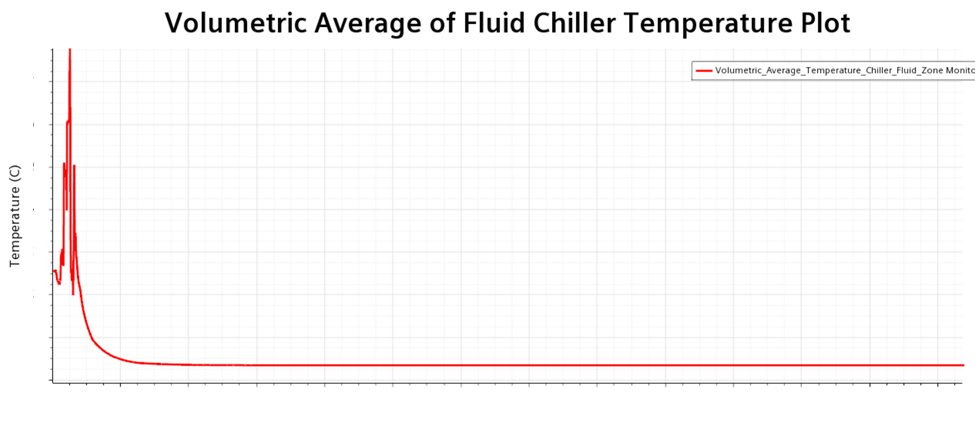 Volumetric Average of Fluid Chiller Temperature Plot
Volumetric_Average_Temperature_Chiller_Fluid_Zone Monito
Temperature (C)